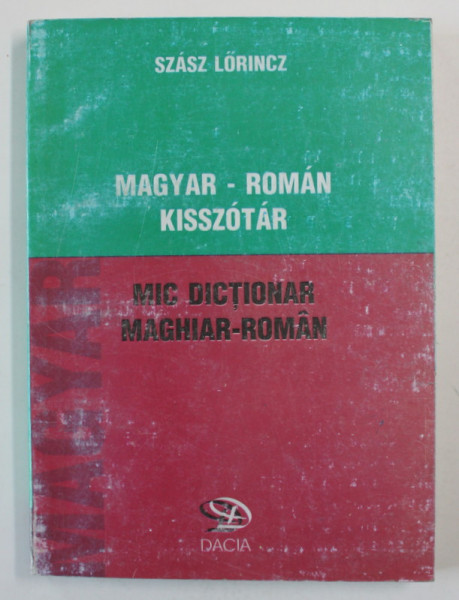 SZÁSZ LŐRINCZ
MAGYAR - ROMÁN
KISSZÓTÁR
MIC DICȚIONAR
MAGHIAR-ROMÂN
MAGYAR
DACIA